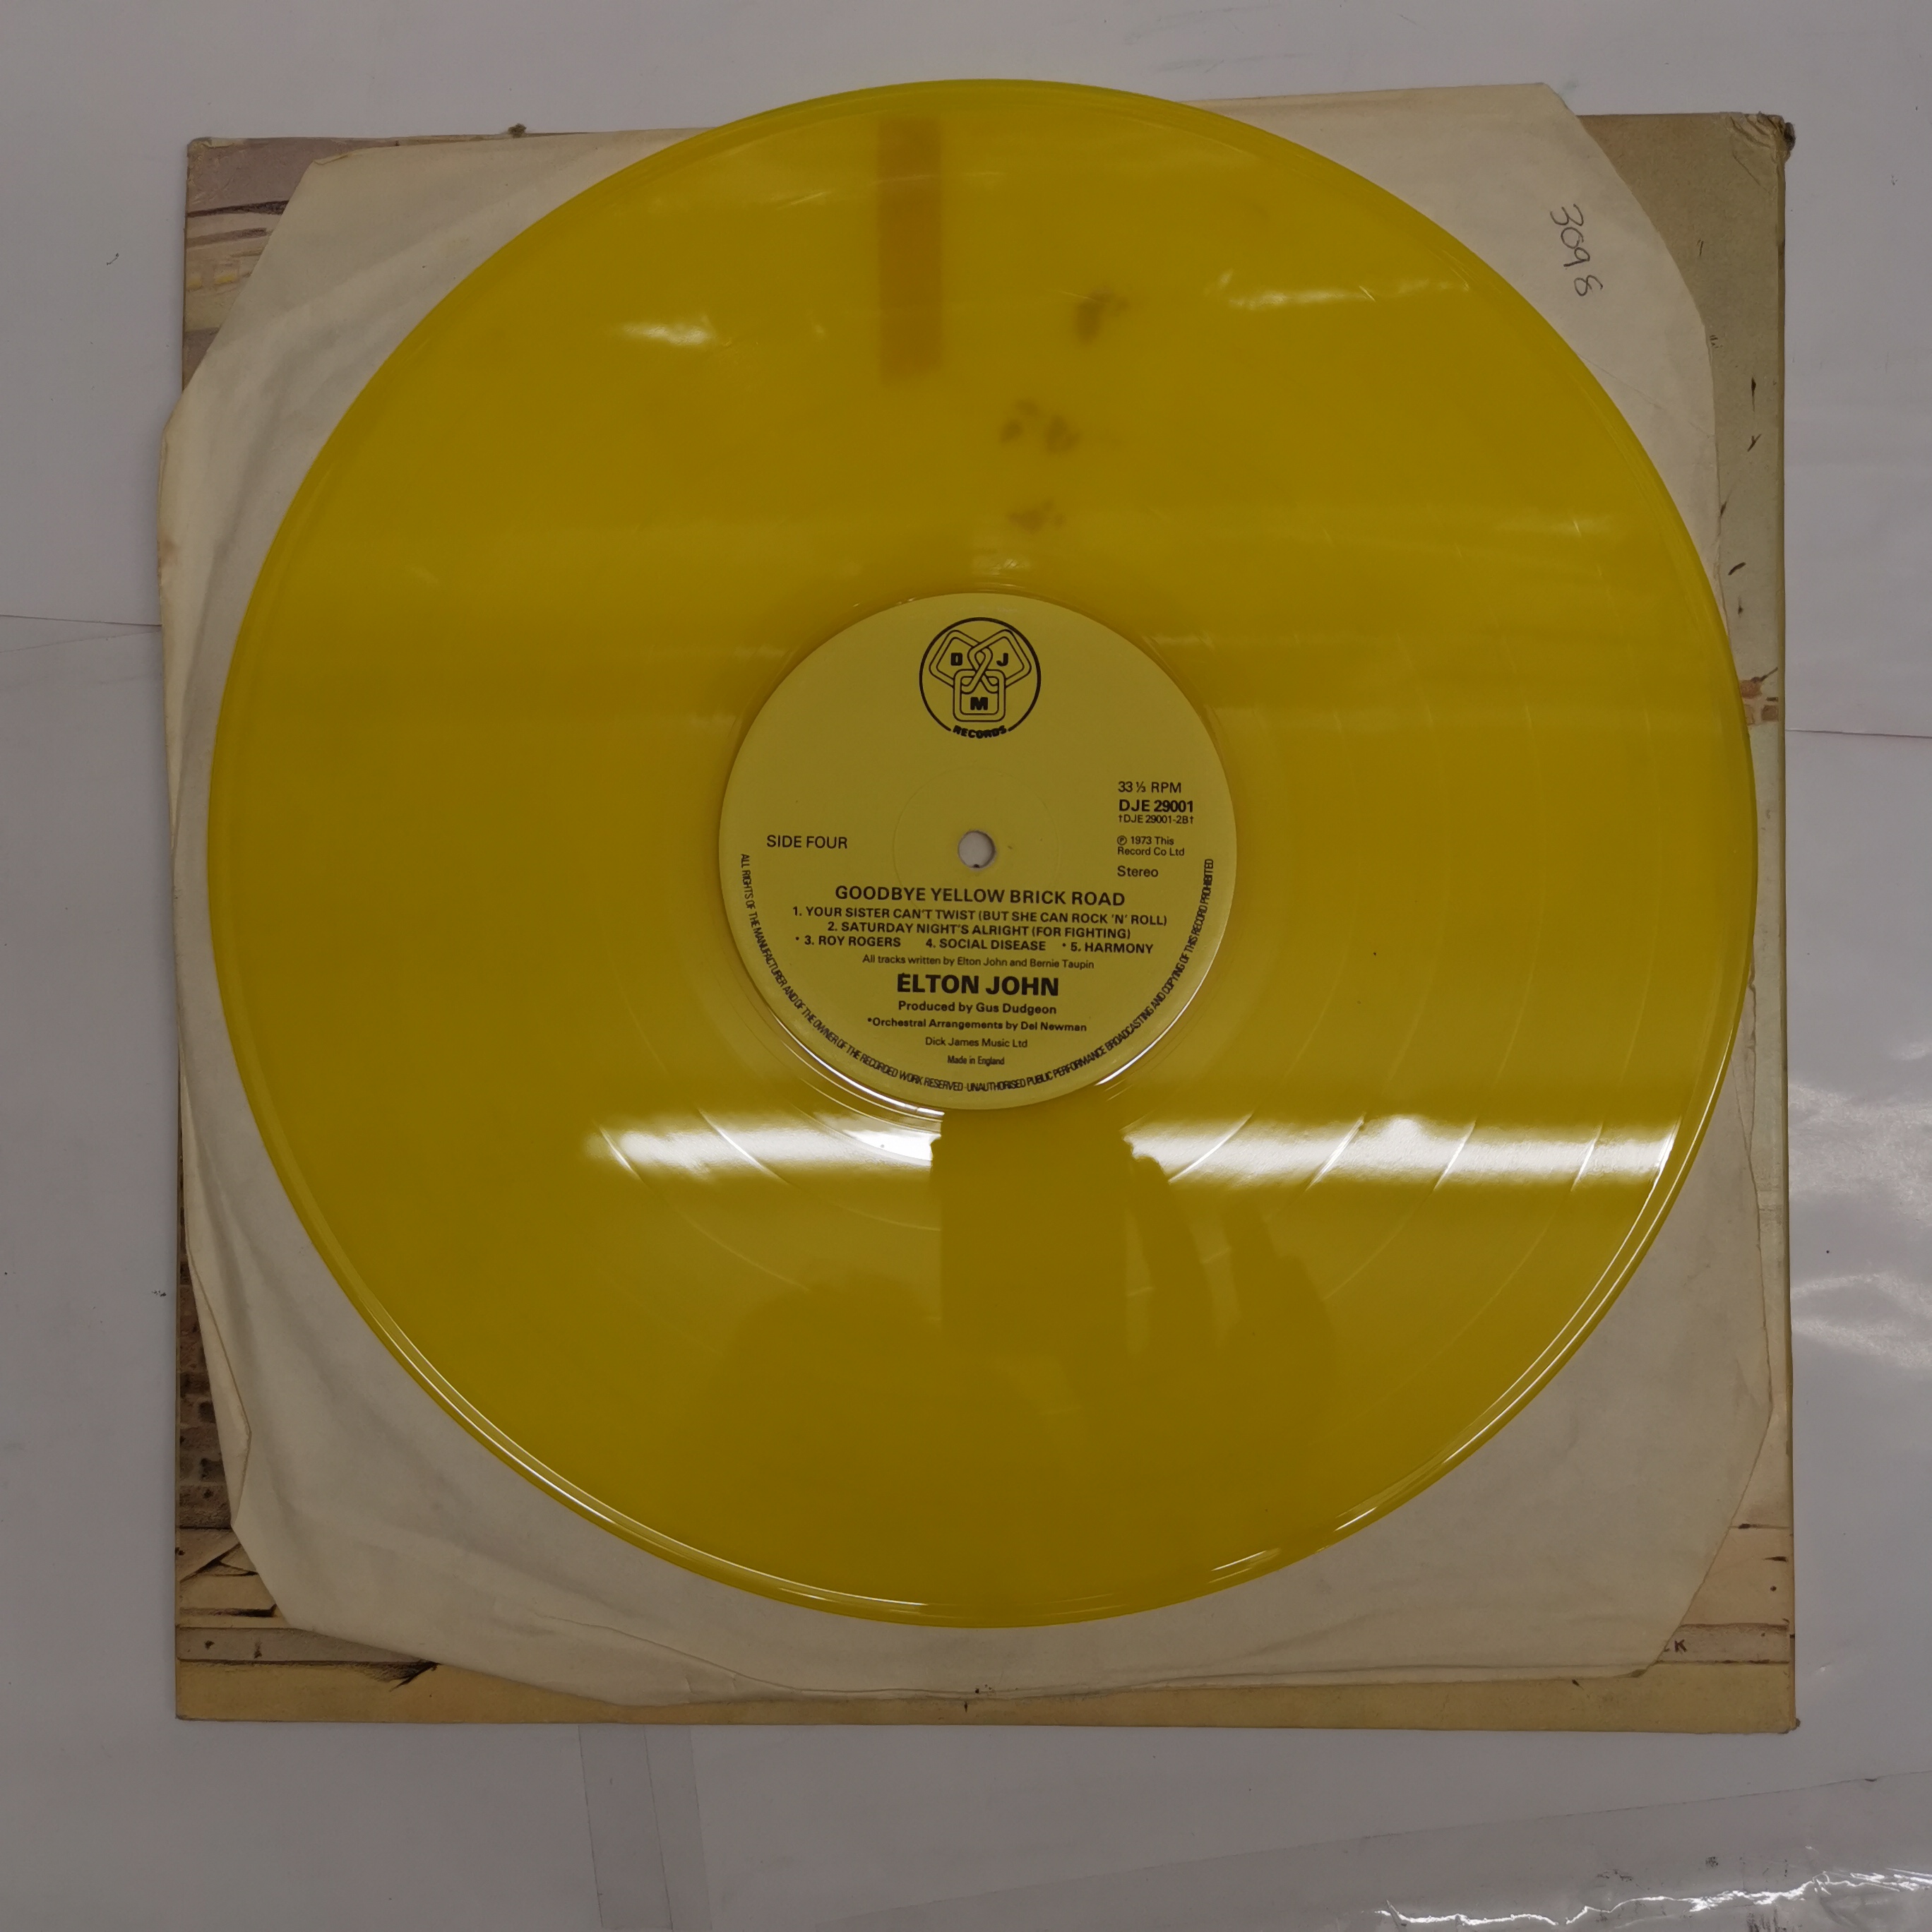 3098
D J
M
RECORDS
33⅓ RPM
DJE 29001
†DJE 29001-2B†
℗ 1973 This
Record Co Ltd
Stereo
SIDE FOUR
GOODBYE YELLOW BRICK ROAD
1. YOUR SISTER CAN'T TWIST (BUT SHE CAN ROCK 'N' ROLL)
2. SATURDAY NIGHT'S ALRIGHT (FOR FIGHTING)
* 3. ROY ROGERS 4. SOCIAL DISEASE * 5. HARMONY
All tracks written by Elton John and Bernie Taupin
ELTON JOHN
Produced by Gus Dudgeon
*Orchestral Arrangements by Del Newman
Dick James Music Ltd
Made in England
ALL RIGHTS OF THE MANUFACTURER AND OF THE OWNER OF THE RECORDED WORK RESERVED · UNAUTHORISED PUBLIC PERFORMANCE BROADCASTING AND COPYING OF THIS RECORD PROHIBITED